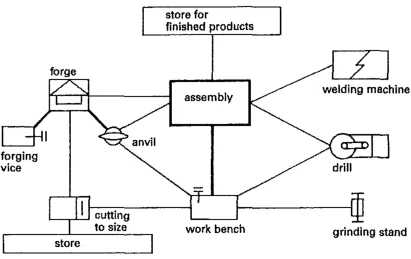 store for
finished products
forge
assembly
welding machine
anvil
forging
vice
drill
cutting
to size
work bench
grinding stand
store